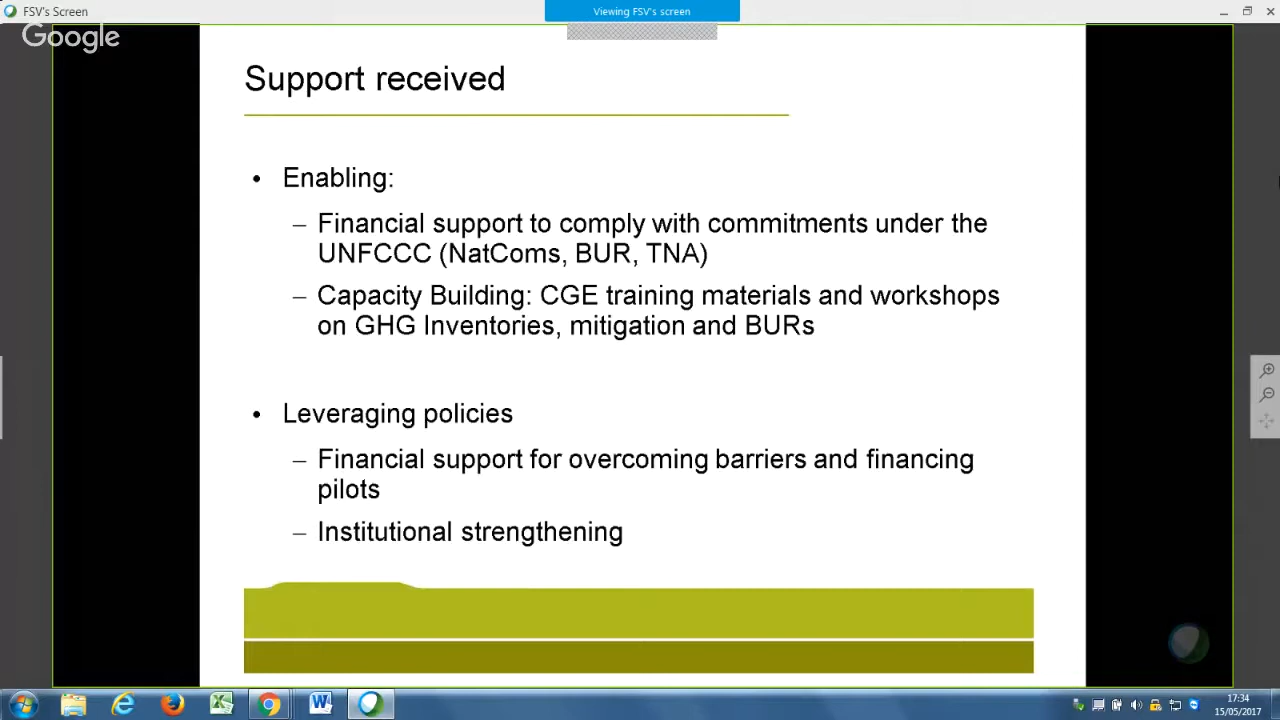 FSV's Screen
Viewing FSV's screen
Google
Support received
• Enabling:
– Financial support to comply with commitments under the
UNFCCC (NatComs, BUR, TNA)
– Capacity Building: CGE training materials and workshops
on GHG Inventories, mitigation and BURs
• Leveraging policies
– Financial support for overcoming barriers and financing
pilots
– Institutional strengthening
17:34
15/05/2017